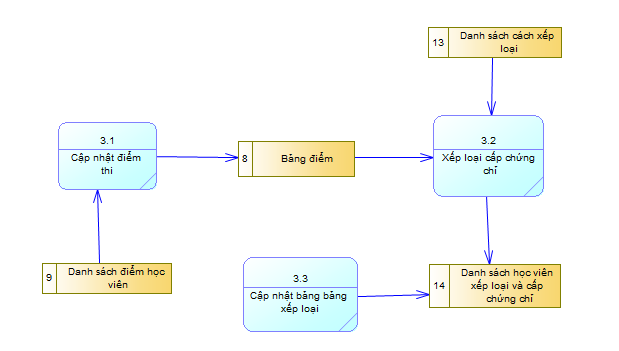 13
Danh sách cách xếp
loại
3.1
Cập nhật điểm
thi
8
Bảng điểm
3.2
Xếp loại cấp chứng
chỉ
9
Danh sách điểm học
viên
3.3
Cập nhật bảng bảng
xếp loại
14
Danh sách học viên
xếp loại và cấp
chứng chỉ